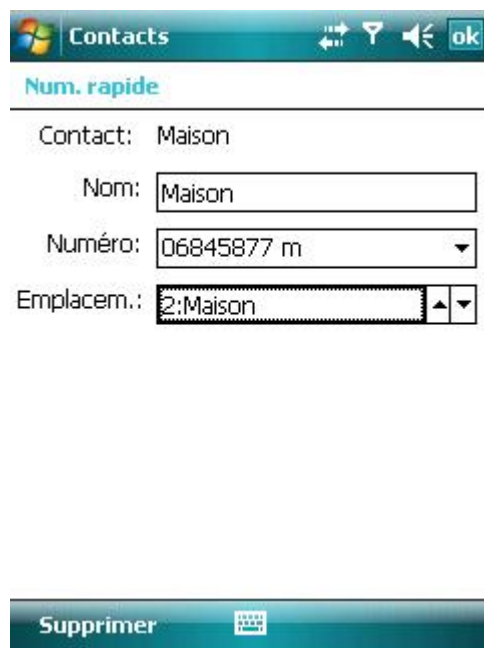 Contacts ok
Num. rapide
Contact: Maison
Nom: Maison
Numéro: 06845877 m
Emplacem.: 2:Maison
Supprimer